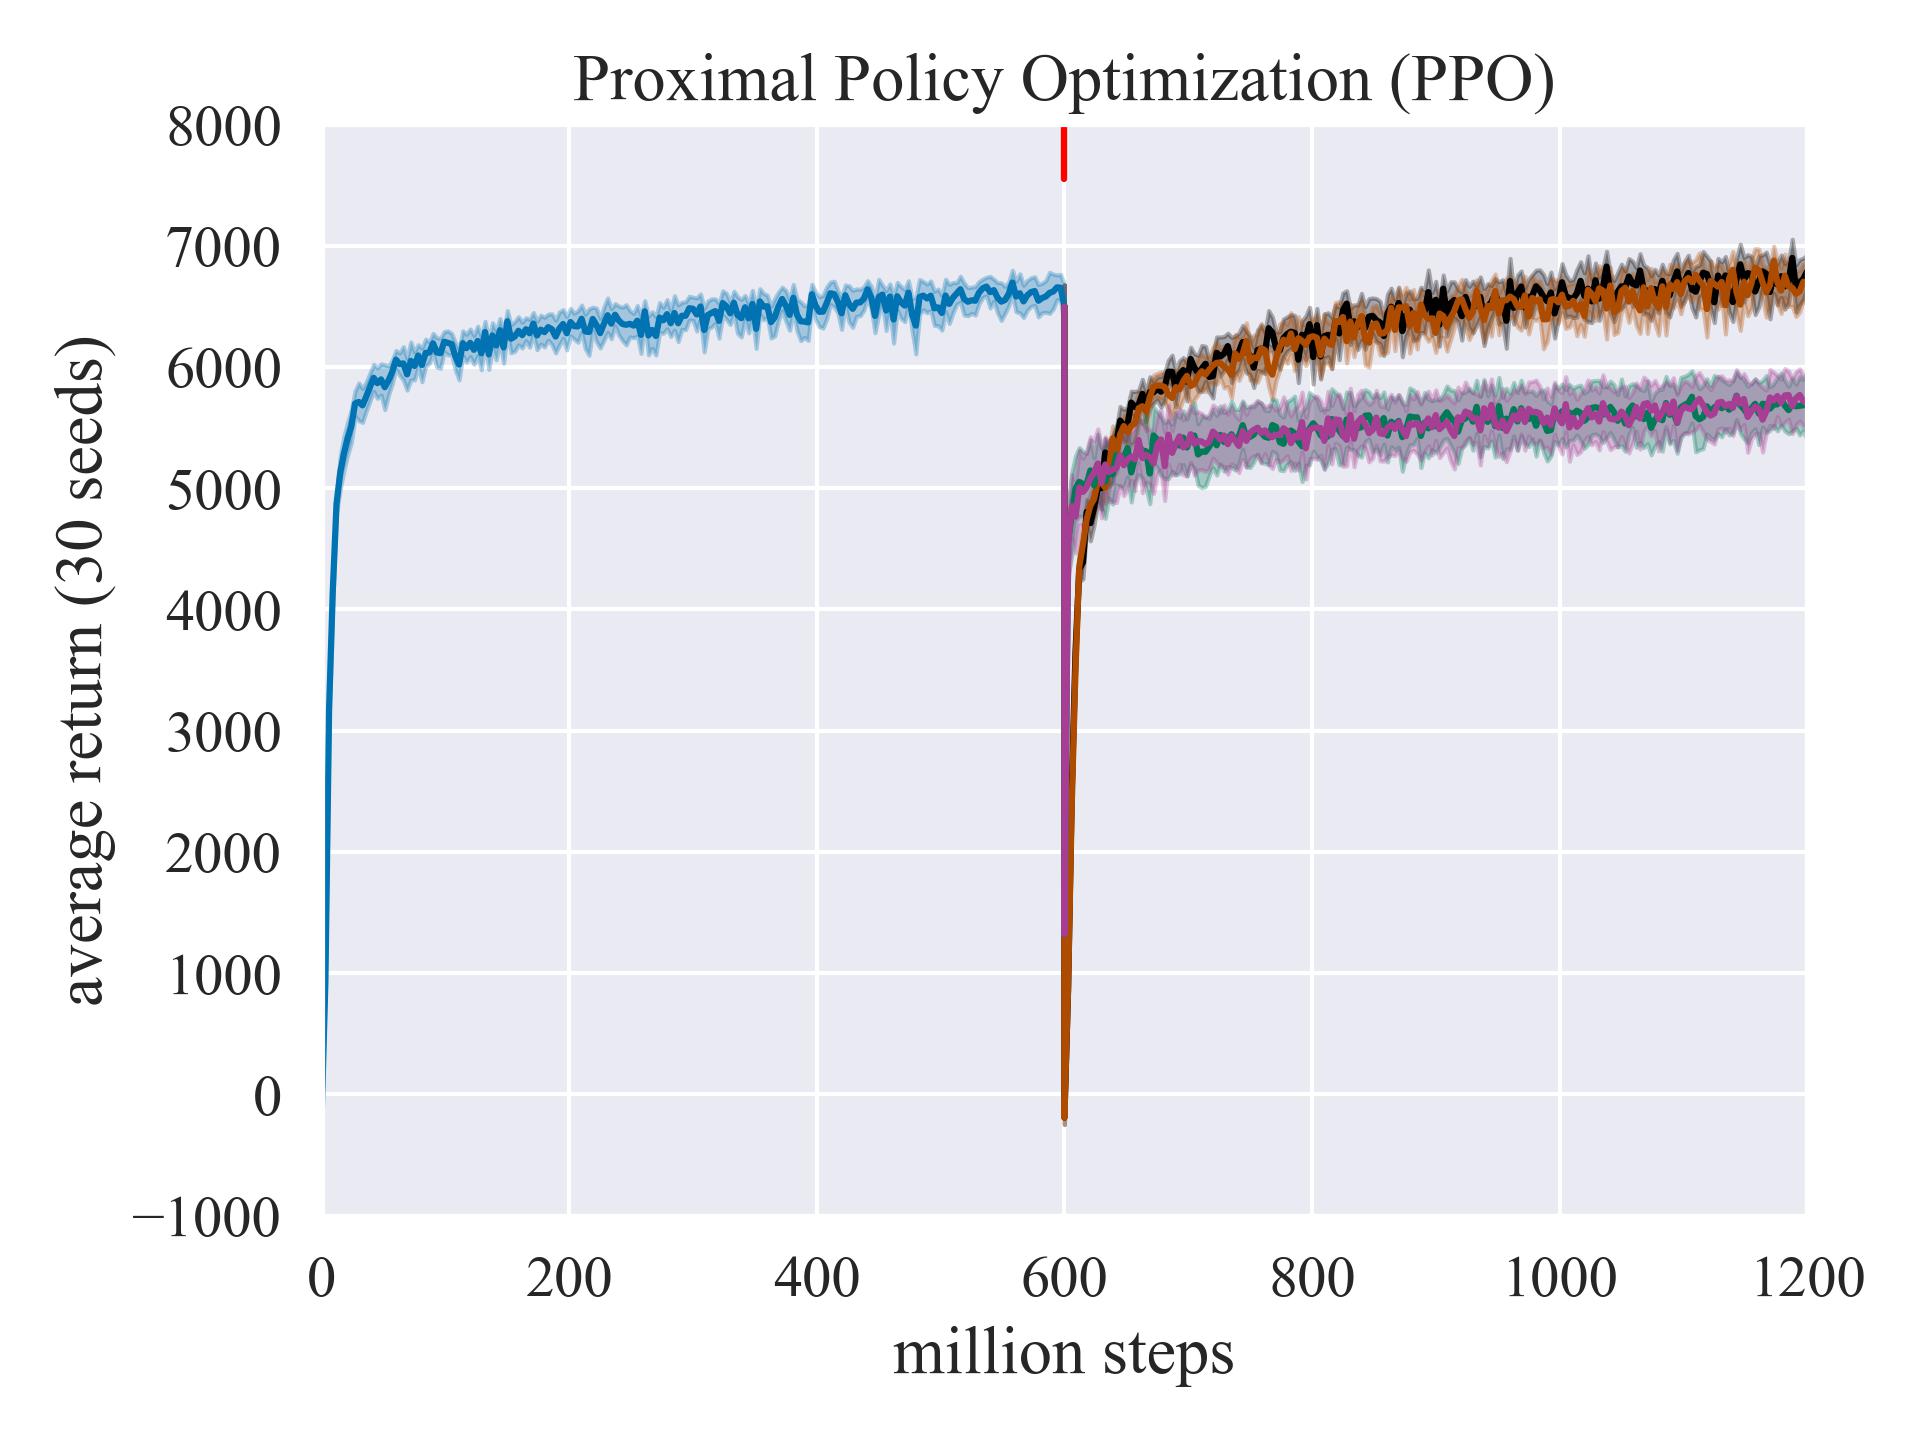 Proximal Policy Optimization (PPO)
8000
7000
6000
5000
4000
3000
2000
1000
0
−1000
average return (30 seeds)
0 200 400 600 800 1000 1200
million steps